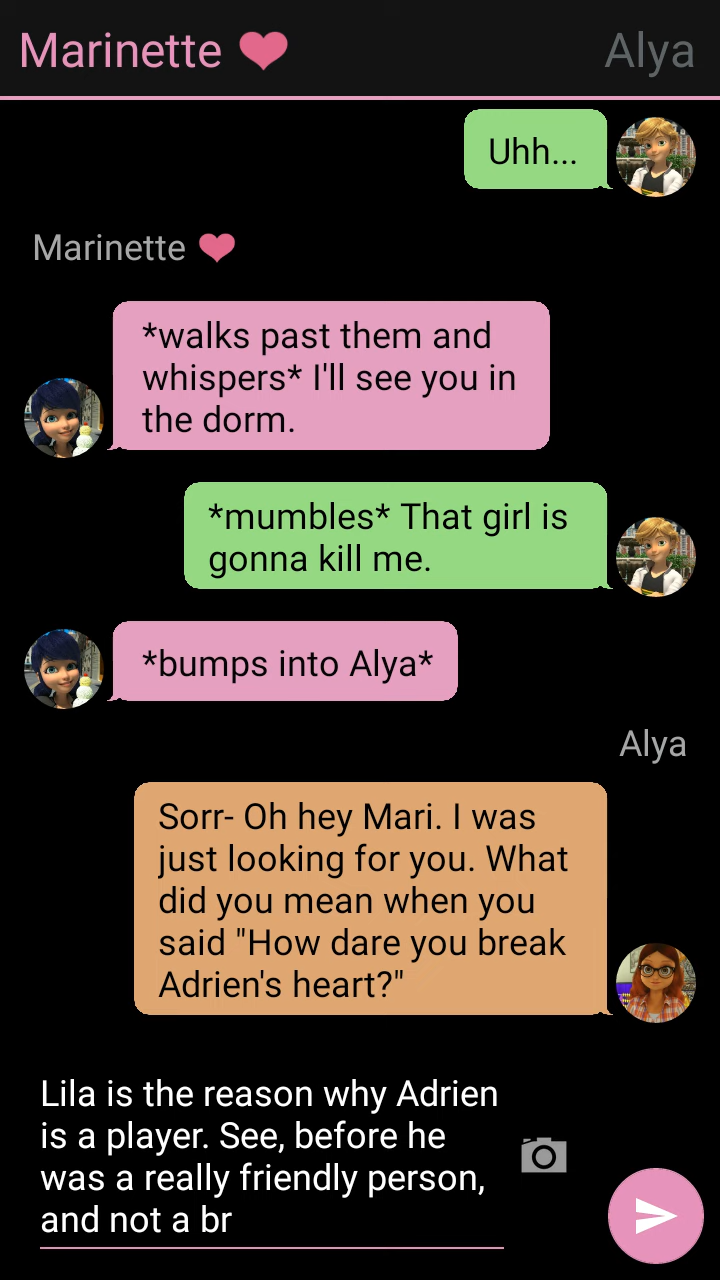 Marinette ❤ Alya
Uhh...
Marinette ❤
*walks past them and
whispers* I'll see you in
the dorm.
*mumbles* That girl is
gonna kill me.
*bumps into Alya*
Alya
Sorr- Oh hey Mari. I was
just looking for you. What
did you mean when you
said "How dare you break
Adrien's heart?"
Lila is the reason why Adrien
is a player. See, before he
was a really friendly person,
and not a br